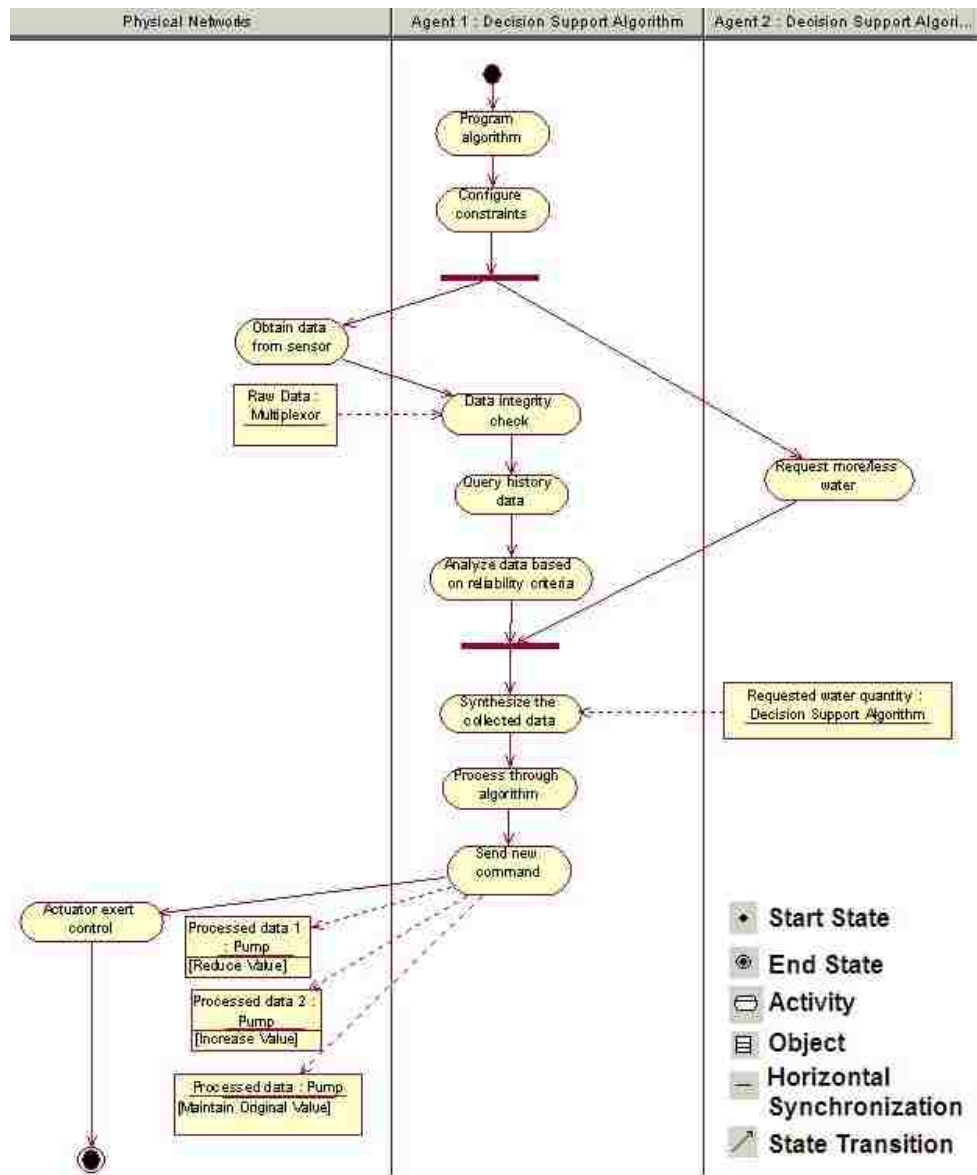 Physical Networks
Agent 1 : Decision Support Algorithm
Agent 2 : Decision Support Algori...
Program
algorithm
Configure
constraints
Obtain data
from sensor
Raw Data :
Multiplexor
Data integrity
check
Query history
data
Request more/less
water
Analyze data based
on reliability criteria
Synthesize the
collected data
Requested water quantity :
Decision Support Algorithm
Process through
algorithm
Send new
command
Actuator exert
control
Processed data 1
: Pump
[Reduce Value]
Processed data 2 :
Pump
[Increase Value]
Processed data : Pump
[Maintain Original Value]
Start State
End State
Activity
Object
Horizontal
Synchronization
State Transition